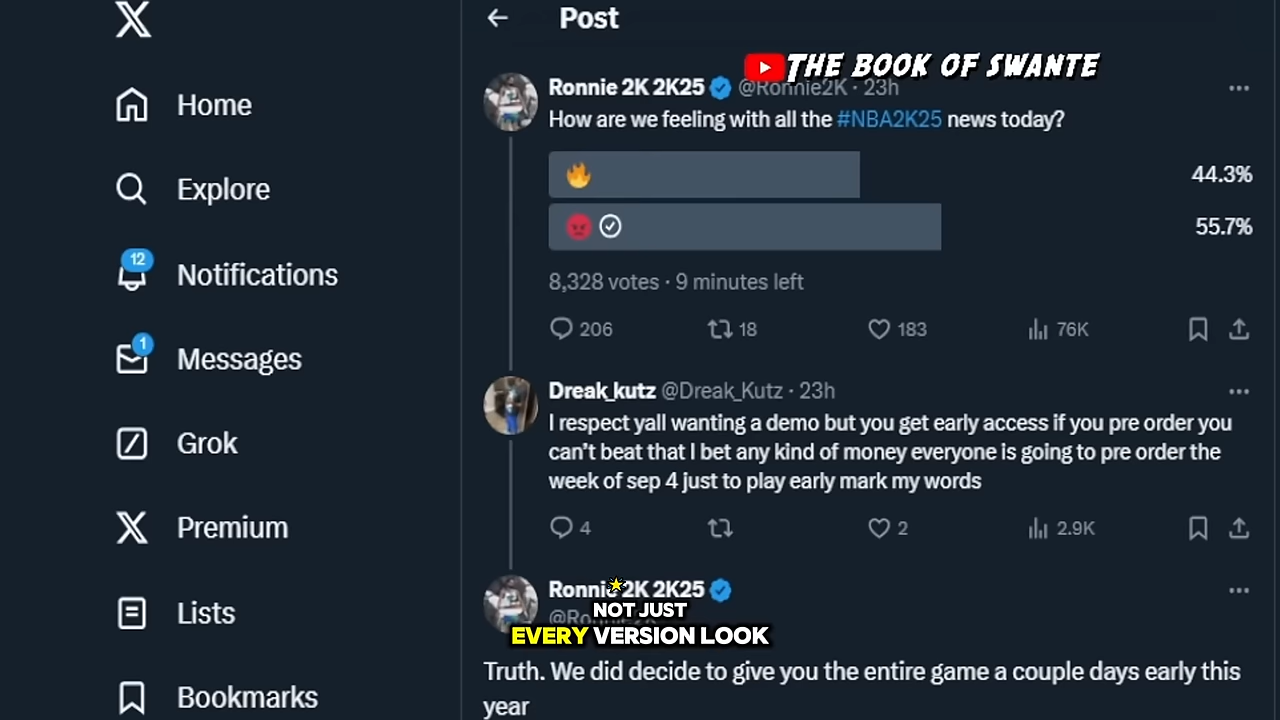 Post
THE BOOK OF SWANTE
Home
Explore
12
Notifications
1
Messages
Grok
Premium
Lists
Bookmarks
Ronnie 2K 2K25 @Ronnie2K · 23h
How are we feeling with all the #NBA2K25 news today?
44.3%
55.7%
8,328 votes · 9 minutes left
206 18 183 76K
Dreak_kutz @Dreak_Kutz · 23h
I respect yall wanting a demo but you get early access if you pre order you
can't beat that I bet any kind of money everyone is going to pre order the
week of sep 4 just to play early mark my words
4 2 2.9K
Ronnie 2K 2K25
NOT JUST
EVERY VERSION LOOK
Truth. We did decide to give you the entire game a couple days early this
year